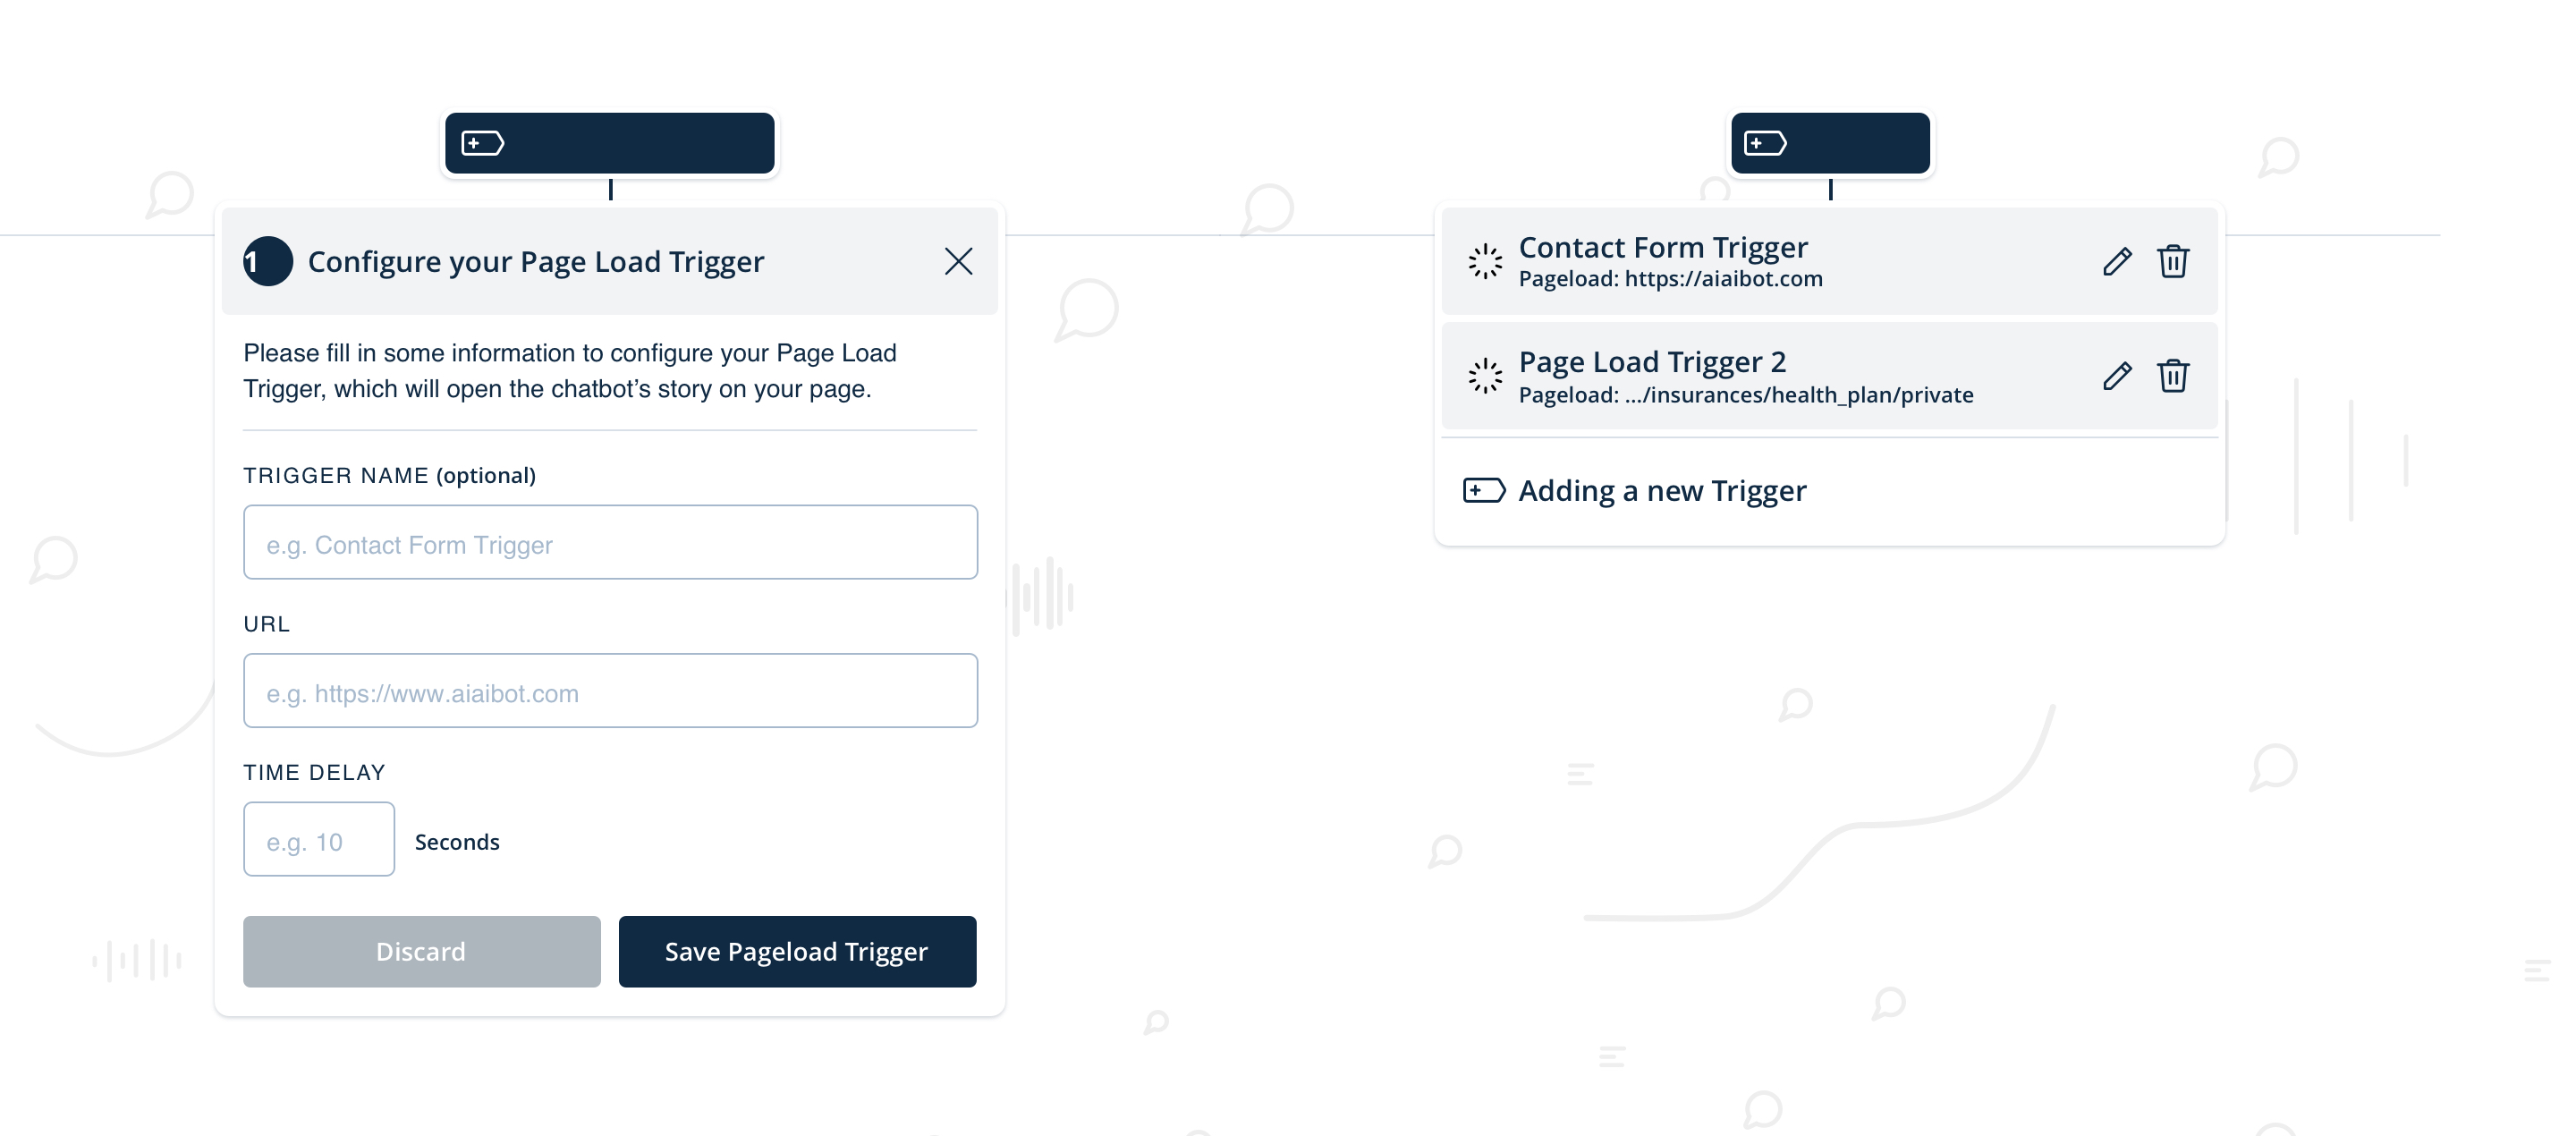 1 Configure your Page Load Trigger
Please fill in some information to configure your Page Load
Trigger, which will open the chatbot’s story on your page.
TRIGGER NAME (optional)
e.g. Contact Form Trigger
URL
e.g. https://www.aiaibot.com
TIME DELAY
e.g. 10 Seconds
Discard Save Pageload Trigger
Contact Form Trigger
Pageload: https://aiaibot.com
Page Load Trigger 2
Pageload: .../insurances/health_plan/private
Adding a new Trigger